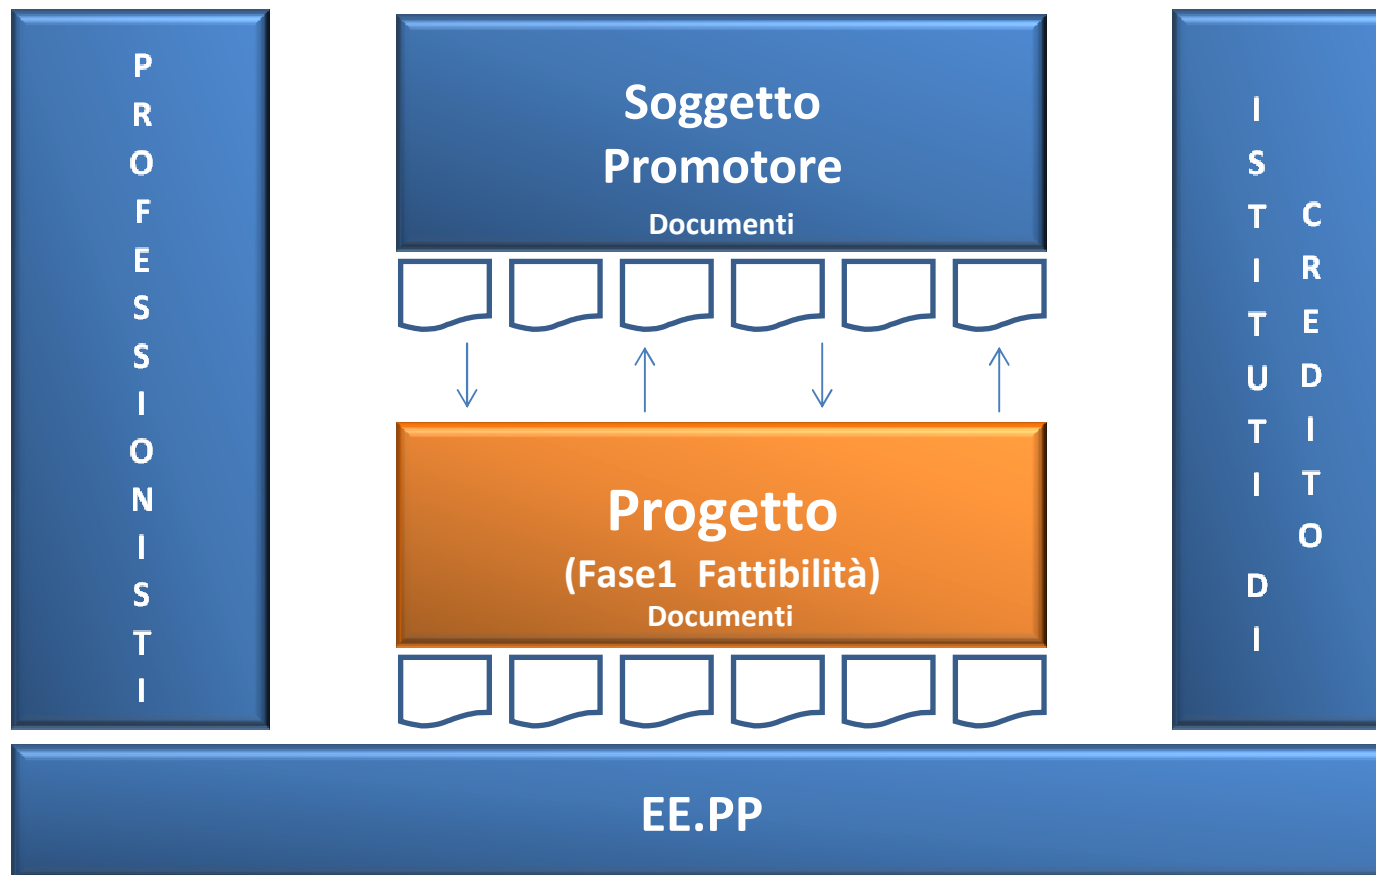 PROFESSIONISTI
Soggetto
Promotore
Documenti
Progetto
(Fase1 Fattibilità)
Documenti
ISTITUTI DI
CREDITO
EE.PP